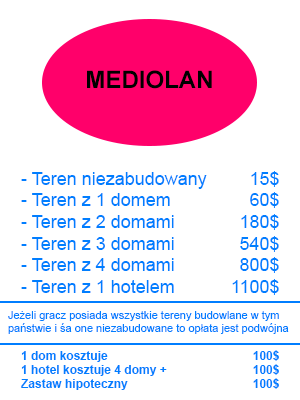 MEDIOLAN
- Teren niezabudowany 15$
- Teren z 1 domem 60$
- Teren z 2 domami 180$
- Teren z 3 domami 540$
- Teren z 4 domami 800$
- Teren z 1 hotelem 1100$
Jeżeli gracz posiada wszystkie tereny budowlane w tym
państwie i śa one niezabudowane to opłata jest podwójna
1 dom kosztuje 100$
1 hotel kosztuje 4 domy + 100$
Zastaw hipoteczny 100$